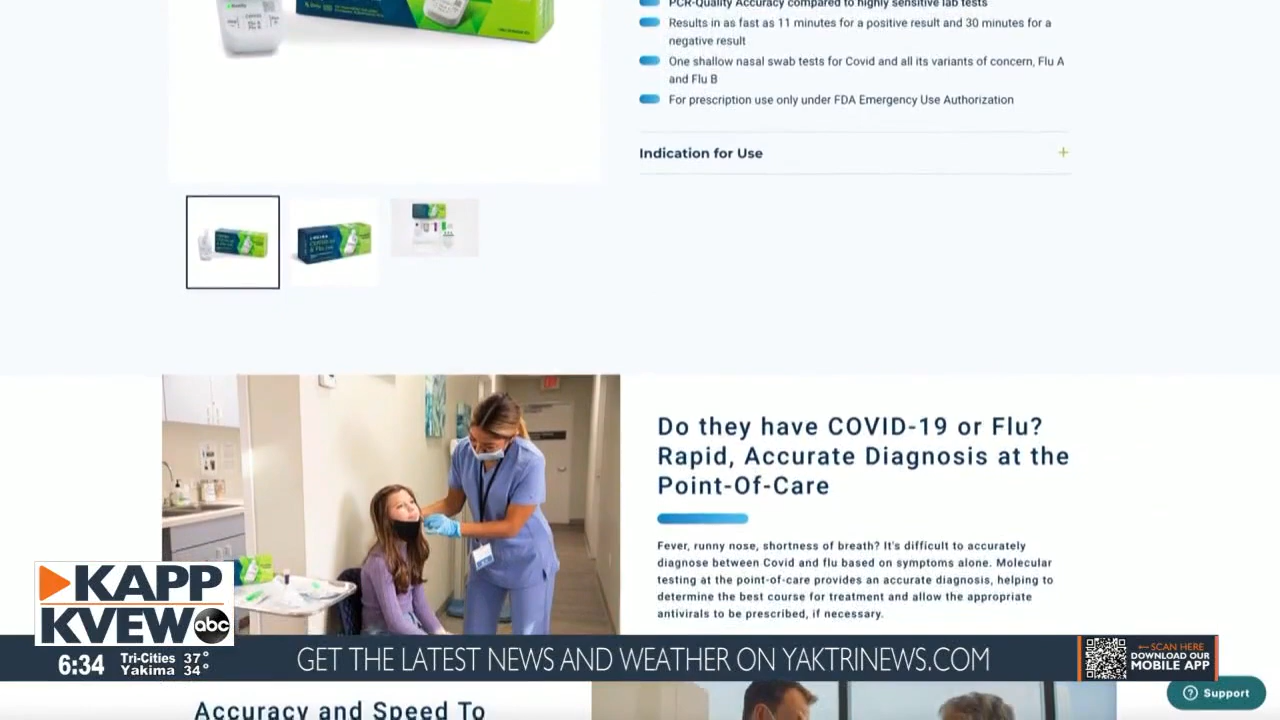 PCR-Quality Accuracy compared to highly sensitive lab tests
Results in as fast as 11 minutes for a positive result and 30 minutes for a
negative result
One shallow nasal swab tests for Covid and all its variants of concern, Flu A
and Flu B
For prescription use only under FDA Emergency Use Authorization
Indication for Use
+
Do they have COVID-19 or Flu?
Rapid, Accurate Diagnosis at the
Point-Of-Care
Fever, runny nose, shortness of breath? It's difficult to accurately
diagnose between Covid and flu based on symptoms alone. Molecular
testing at the point-of-care provides an accurate diagnosis, helping to
determine the best course for treatment and allow the appropriate
antivirals to be prescribed, if necessary.
KAPP
KVEW abc
6:34
Tri-Cities 37°
Yakima 34°
GET THE LATEST NEWS AND WEATHER ON YAKTRINEWS.COM
SCAN HERE
DOWNLOAD OUR
MOBILE APP
Support
Accuracy and Speed To